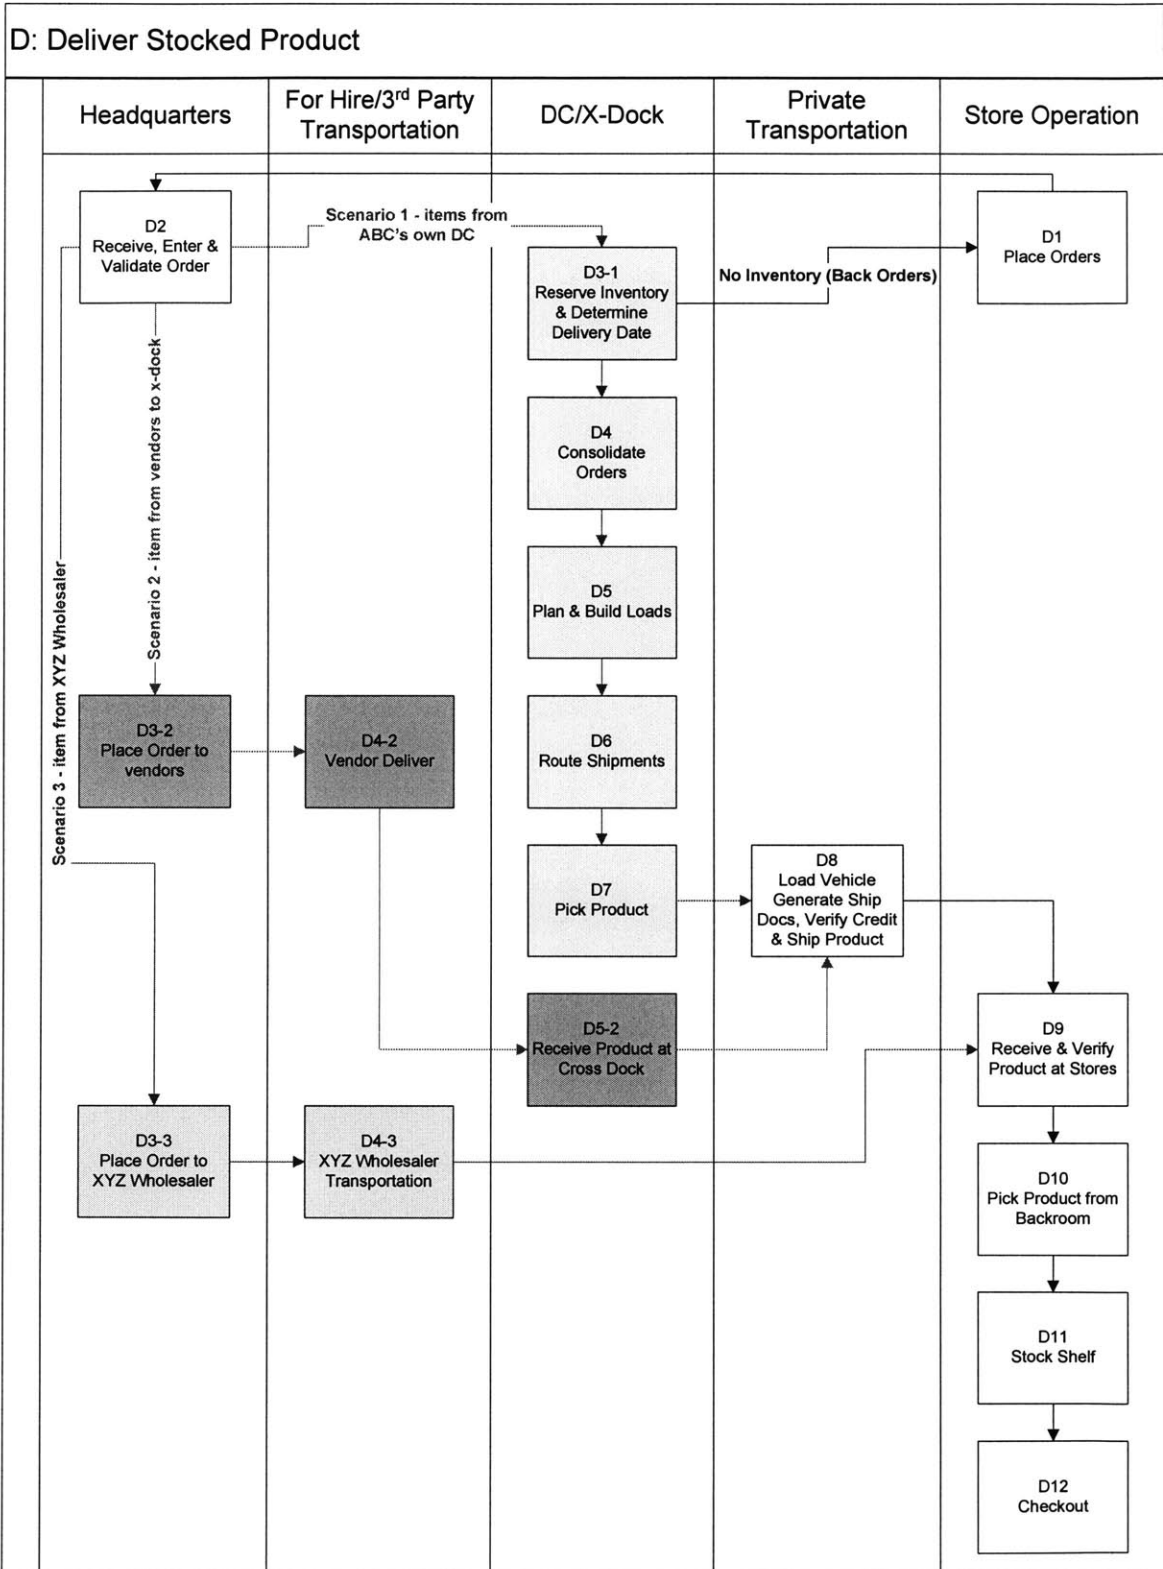 D: Deliver Stocked Product
Headquarters
For Hire/3rd Party
Transportation
DC/X-Dock
Private
Transportation
Store Operation
D2
Receive, Enter &
Validate Order
Scenario 1 - items from
ABC's own DC
D3-1
Reserve Inventory
& Determine
Delivery Date
No Inventory (Back Orders)
D1
Place Orders
D4
Consolidate
Orders
Scenario 2 - item from vendors to x-dock
Scenario 3 - item from XYZ Wholesaler
D5
Plan & Build Loads
D3-2
Place Order to
vendors
D4-2
Vendor Deliver
D6
Route Shipments
D7
Pick Product
D8
Load Vehicle
Generate Ship
Docs, Verify Credit
& Ship Product
D5-2
Receive Product at
Cross Dock
D9
Receive & Verify
Product at Stores
D3-3
Place Order to
XYZ Wholesaler
D4-3
XYZ Wholesaler
Transportation
D10
Pick Product from
Backroom
D11
Stock Shelf
D12
Checkout